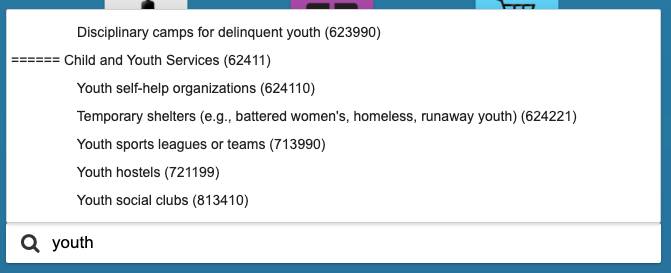 Disciplinary camps for delinquent youth (623990)
====== Child and Youth Services (62411)
Youth self-help organizations (624110)
Temporary shelters (e.g., battered women's, homeless, runaway youth) (624221)
Youth sports leagues or teams (713990)
Youth hostels (721199)
Youth social clubs (813410)
youth